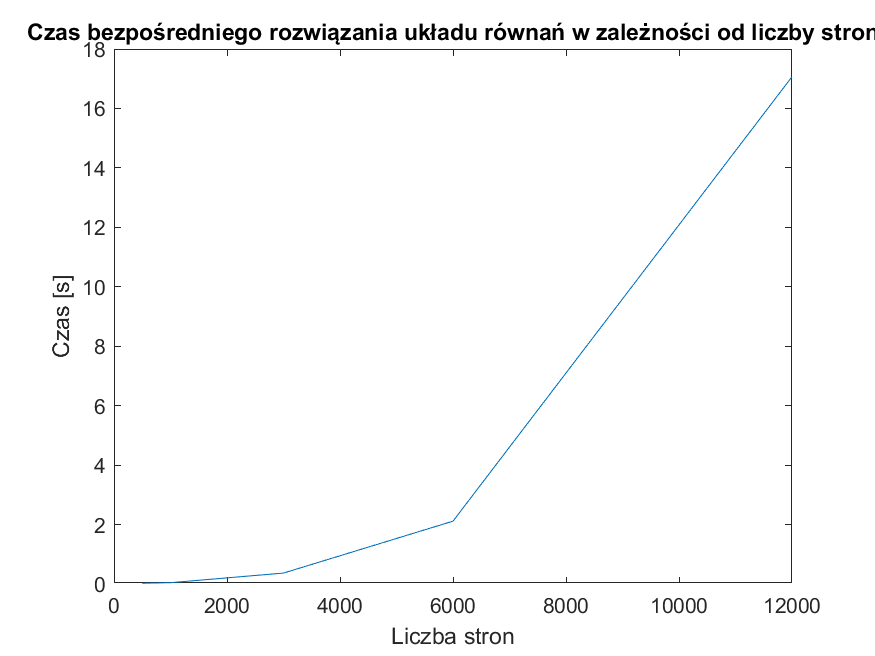 Czas bezpośredniego rozwiązania układu równań w zależności od liczby stron
18
16
14
12
10
8
6
4
2
0
Czas [s]
0 2000 4000 6000 8000 10000 12000
Liczba stron